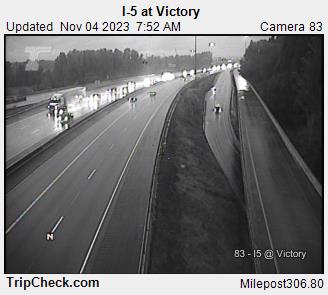 I-5 at Victory
Updated Nov 04 2023 7:52 AM Camera 83
T
N
83 - I5 @ Victory
TripCheck.com Milepost306.80